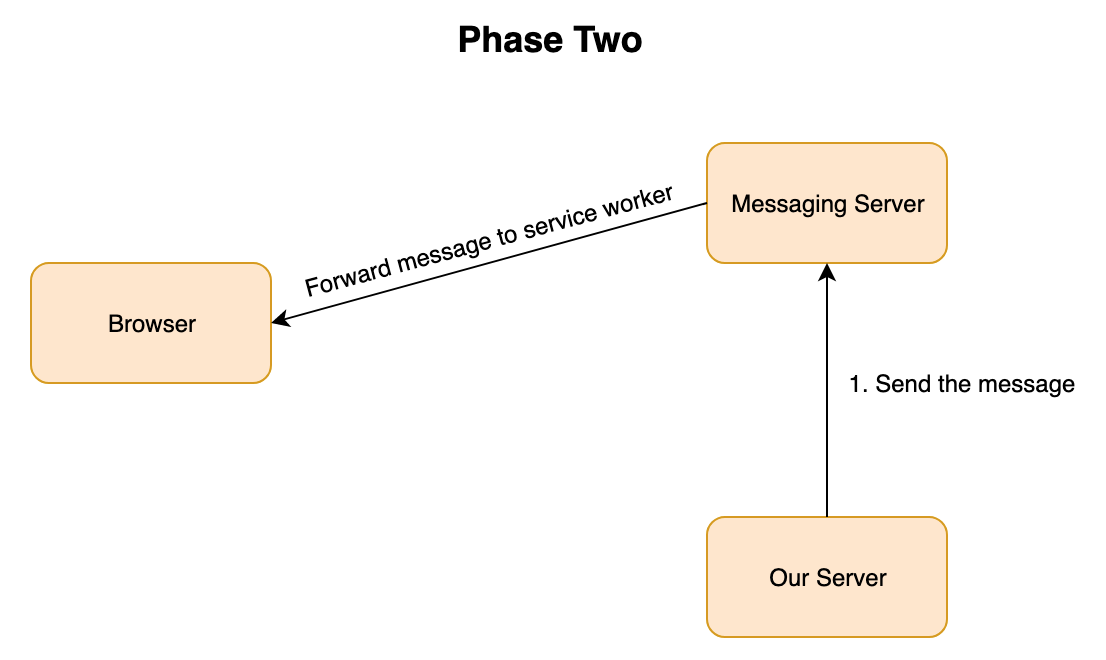 Phase Two
Messaging Server
Forward message to service worker
Browser
1. Send the message
Our Server